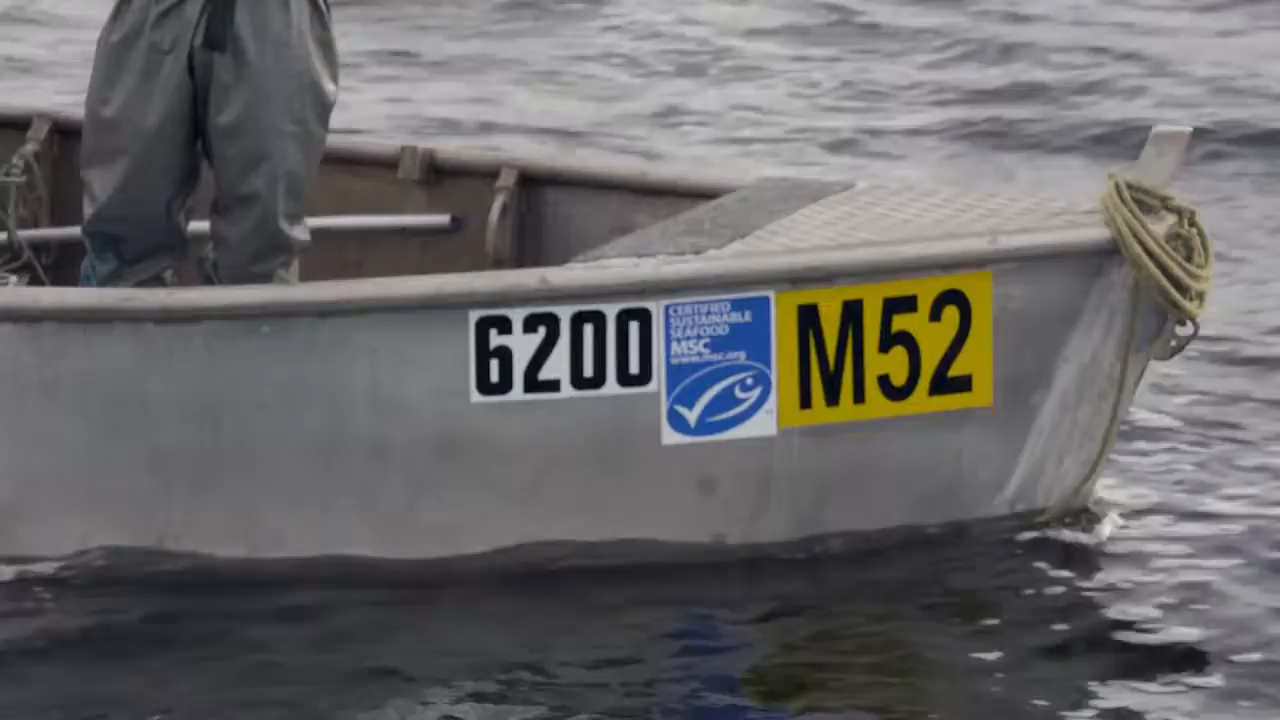 6200
CERTIFIED
SUSTAINABLE
SEAFOOD
MSC
www.msc.org
M52